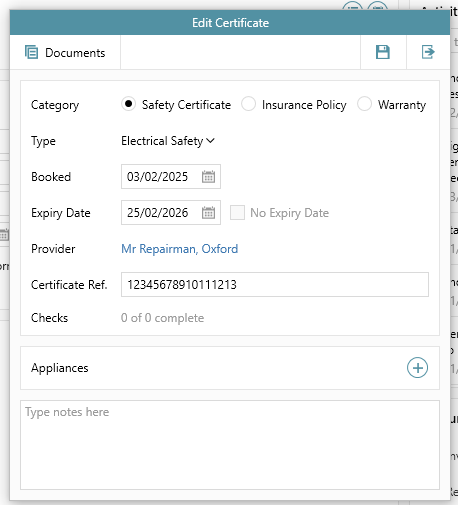 Edit Certificate
Documents
Category Safety Certificate Insurance Policy Warranty
Type Electrical Safety
Booked 03/02/2025
Expiry Date 25/02/2026 No Expiry Date
Provider Mr Repairman, Oxford
Certificate Ref. 12345678910111213
Checks 0 of 0 complete
Appliances
Type notes here